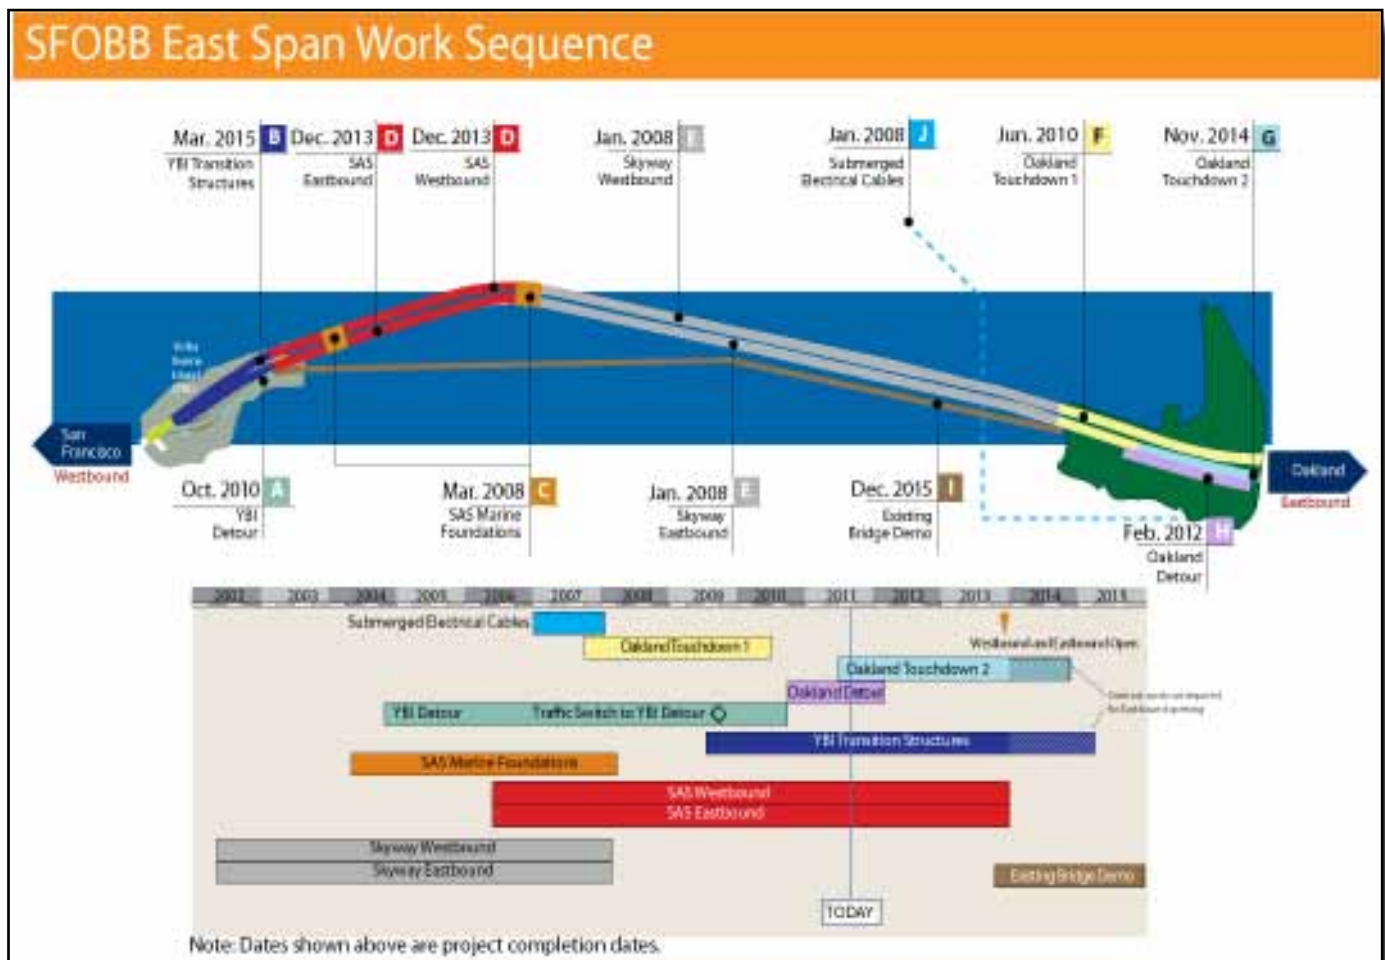 SFOBB East Span Work Sequence
Mar. 2015 B
YBI Transition
Structures
Dec. 2013 D
SAS
Eastbound
Dec. 2013 D
SAS
Westbound
Jan. 2008 E
Skyway
Westbound
Jan. 2008 J
Submerged
Electrical Cables
Jun. 2010 F
Oakland
Touchdown 1
Nov. 2014 G
Oakland
Touchdown 2
San
Francisco
Westbound
Oakland
Eastbound
Oct. 2010 A
YBI
Detour
Mar. 2008 C
SAS Marine
Foundations
Jan. 2008 E
Skyway
Eastbound
Dec. 2015 I
Existing
Bridge Demo
Feb. 2012 H
Oakland
Detour
2002 2003 2004 2005 2006 2007 2008 2009 2010 2011 2012 2013 2014 2015
Submerged Electrical Cables
Westbound and Eastbound Open
Oakland Touchdown 1
Oakland Touchdown 2
Oakland Detour
YBI Detour Traffic Switch to YBI Detour
YBI Transition Structures
SAS Marine Foundations
SAS Westbound
SAS Eastbound
Skyway Westbound
Skyway Eastbound
Existing Bridge Demo
TODAY
Note: Dates shown above are project completion dates.